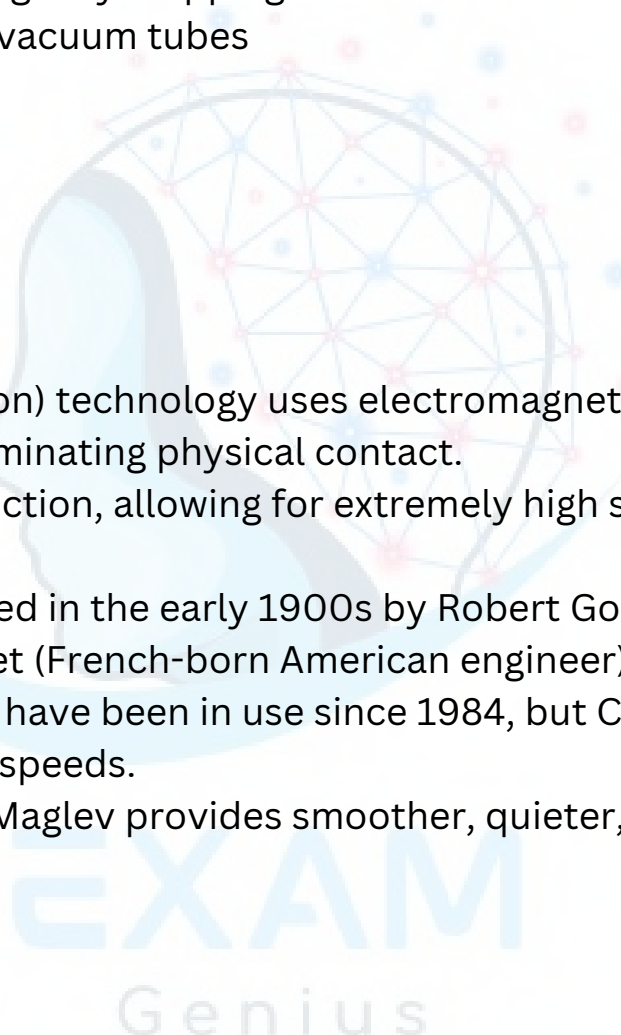 vacuum tubes
on) technology uses electromagnet
minating physical contact.
ction, allowing for extremely high s
ed in the early 1900s by Robert Go
et (French-born American engineer)
have been in use since 1984, but C
speeds.
Maglev provides smoother, quieter,
EXAM
Genius